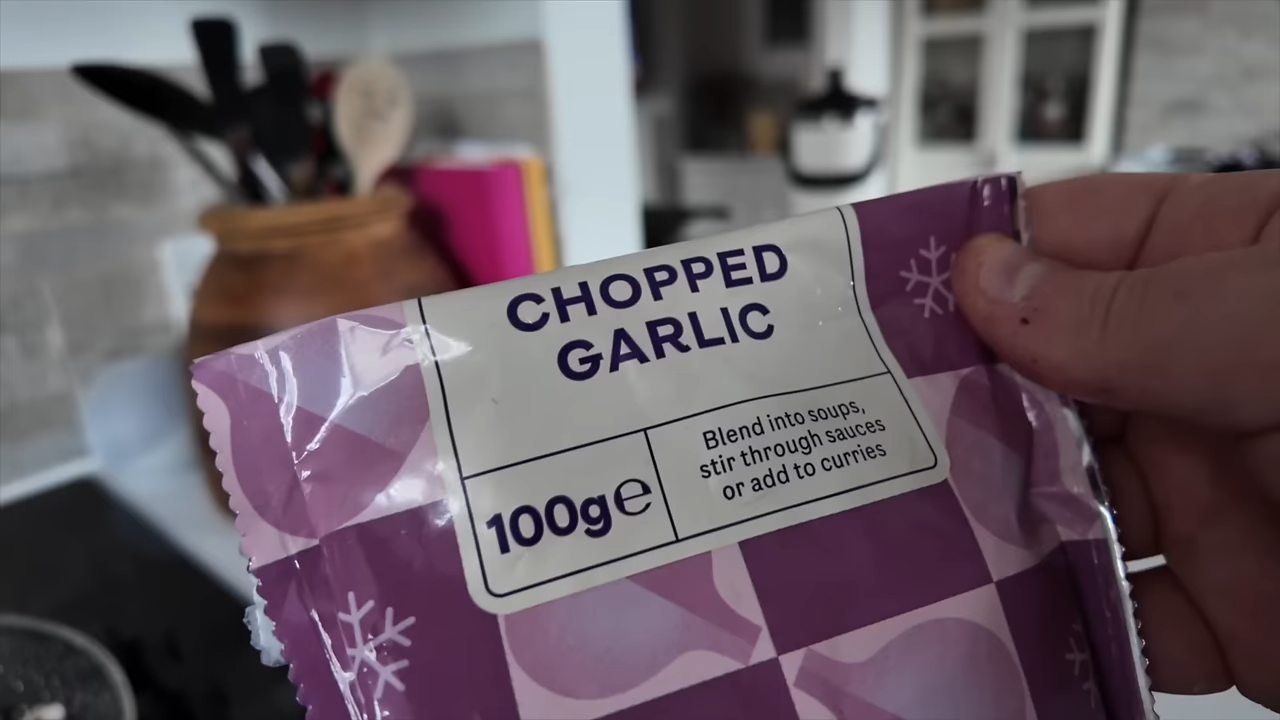 CHOPPED
GARLIC
100g℮
Blend into soups,
stir through sauces
or add to curries